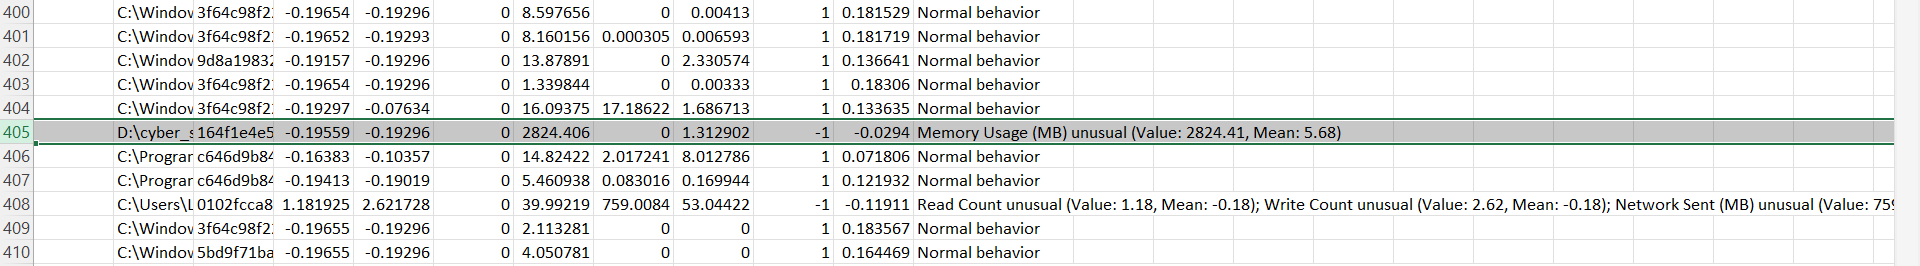 400 C:\Window 3f64c98f2 -0.19654 -0.19296 0 8.597656 0 0.00413 1 0.181529 Normal behavior
401 C:\Window 3f64c98f2 -0.19652 -0.19293 0 8.160156 0.000305 0.006593 1 0.181719 Normal behavior
402 C:\Window 9d8a19832 -0.19157 -0.19296 0 13.87891 0 2.330574 1 0.136641 Normal behavior
403 C:\Window 3f64c98f2 -0.19654 -0.19296 0 1.339844 0 0.00333 1 0.18306 Normal behavior
404 C:\Window 3f64c98f2 -0.19297 -0.07634 0 16.09375 17.18622 1.686713 1 0.133635 Normal behavior
405 D:\cyber_s 164f1e4e5 -0.19559 -0.19296 0 2824.406 0 1.312902 -1 -0.0294 Memory Usage (MB) unusual (Value: 2824.41, Mean: 5.68)
406 C:\Program c646d9b84 -0.16383 -0.10357 0 14.82422 2.017241 8.012786 1 0.071806 Normal behavior
407 C:\Program c646d9b84 -0.19413 -0.19019 0 5.460938 0.083016 0.169944 1 0.121932 Normal behavior
408 C:\Users\L 0102fcca8 1.181925 2.621728 0 39.99219 759.0084 53.04422 -1 -0.11911 Read Count unusual (Value: 1.18, Mean: -0.18); Write Count unusual (Value: 2.62, Mean: -0.18); Network Sent (MB) unusual (Value: 759
409 C:\Window 3f64c98f2 -0.19655 -0.19296 0 2.113281 0 0 1 0.183567 Normal behavior
410 C:\Window 5bd9f71ba -0.19655 -0.19296 0 4.050781 0 0 1 0.164469 Normal behavior